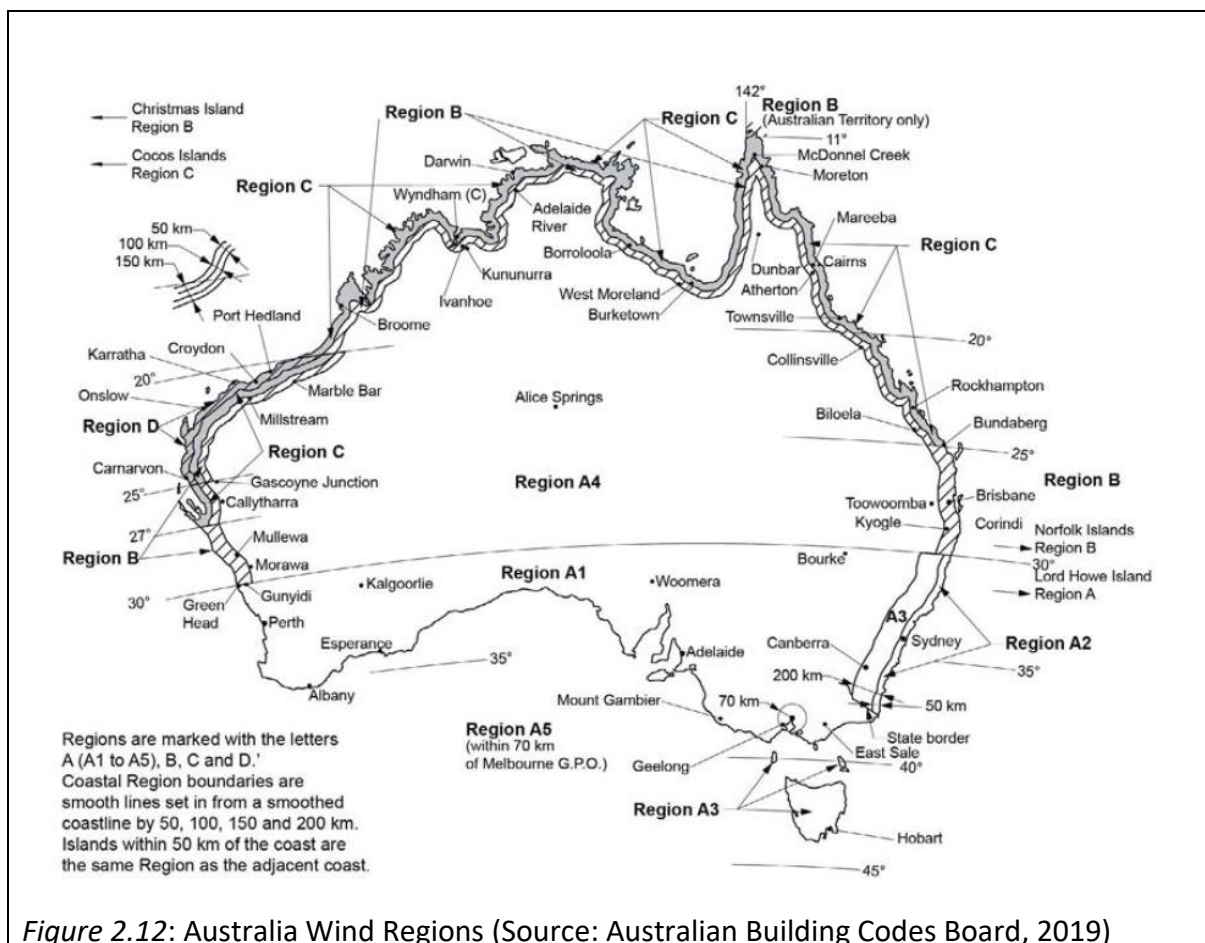 142°
Region B
(Australian Territory only)
11°
Christmas Island
Region B
Cocos Islands
Region C
Region B
Region C
McDonnel Creek
Moreton
Darwin
Region C
Wyndham (C)
Adelaide
River
Mareeba
Region C
50 km
100 km
150 km
Borroloola
Kununurra
Dunbar
Cairns
Atherton
Ivanhoe
West Moreland
Burketown
Port Hedland
Broome
Townsville
20°
Croydon
Karratha
20°
Collinsville
Onslow
Marble Bar
Alice Springs
Rockhampton
Millstream
Biloela
Region D
Bundaberg
Region C
25°
Carnarvon
Gascoyne Junction
Region A4
Region B
25°
Callytharra
Toowoomba
Brisbane
27°
Kyogle
Corindi
Norfolk Islands
Region B
Mullewa
Region B
Bourke
30°
Morawa
Region A1
Lord Howe Island
Region A
30°
Gunyidi
Kalgoorlie
Woomera
Green
Head
Perth
A3
Sydney
Region A2
Esperance
Adelaide
Canberra
35°
35°
200 km
Albany
Mount Gambier
70 km
50 km
Region A5
(within 70 km
of Melbourne G.P.O.)
State border
East Sale
Geelong
40°
Region A3
Hobart
45°
Regions are marked with the letters
A (A1 to A5), B, C and D.'
Coastal Region boundaries are
smooth lines set in from a smoothed
coastline by 50, 100, 150 and 200 km.
Islands within 50 km of the coast are
the same Region as the adjacent coast.
Figure 2.12: Australia Wind Regions (Source: Australian Building Codes Board, 2019)